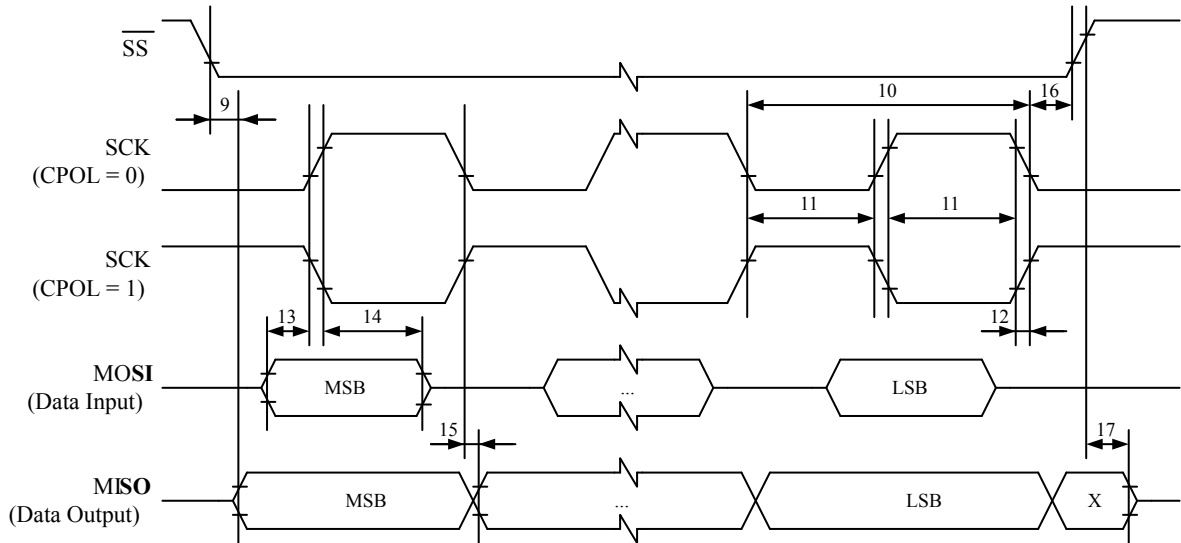 SS
9
10
16
SCK
(CPOL = 0)
11
11
SCK
(CPOL = 1)
13
14
12
MOSI
(Data Input)
MSB
...
LSB
15
17
MISO
(Data Output)
MSB
...
LSB
X